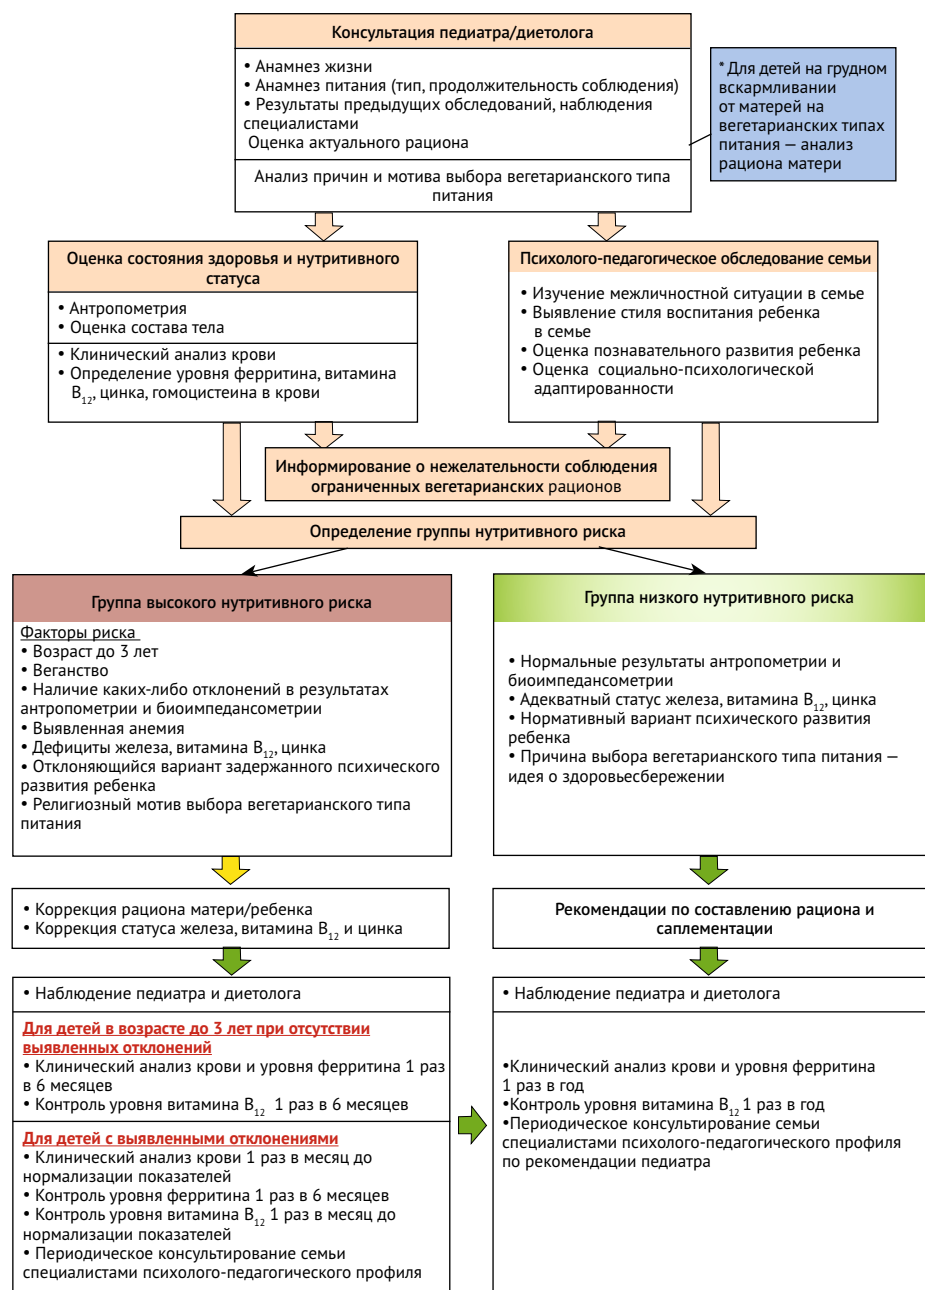 Консультация педиатра/диетолога
• Анамнез жизни
• Анамнез питания (тип, продолжительность соблюдения)
• Результаты предыдущих обследований, наблюдения
специалистами
Оценка актуального рациона
Анализ причин и мотива выбора вегетарианского типа
питания
* Для детей на грудном
вскармливании
от матерей на
вегетарианских типах
питания — анализ
рациона матери
Оценка состояния здоровья и нутритивного
статуса
• Антропометрия
• Оценка состава тела
• Клинический анализ крови
• Определение уровня ферритина, витамина
B₁₂, цинка, гомоцистеина в крови
Психолого-педагогическое обследование семьи
• Изучение межличностной ситуации в семье
• Выявление стиля воспитания ребенка
в семье
• Оценка познавательного развития ребенка
• Оценка социально-психологической
адаптированности
Информирование о нежелательности соблюдения
ограниченных вегетарианских рационов
Определение группы нутритивного риска
Группа высокого нутритивного риска
Факторы риска
• Возраст до 3 лет
• Веганство
• Наличие каких-либо отклонений в результатах
антропометрии и биоимпедансометрии
• Выявленная анемия
• Дефициты железа, витамина B₁₂, цинка
• Отклоняющийся вариант задержанного психического
развития ребенка
• Религиозный мотив выбора вегетарианского типа
питания
Группа низкого нутритивного риска
• Нормальные результаты антропометрии и
биоимпедансометрии
• Адекватный статус железа, витамина B₁₂, цинка
• Нормативный вариант психического развития
ребенка
• Причина выбора вегетарианского типа питания —
идея о здоровьесбережении
• Коррекция рациона матери/ребенка
• Коррекция статуса железа, витамина B₁₂ и цинка
Рекомендации по составлению рациона и
саплементации
• Наблюдение педиатра и диетолога
Для детей в возрасте до 3 лет при отсутствии
выявленных отклонений
• Клинический анализ крови и уровня ферритина 1 раз
в 6 месяцев
• Контроль уровня витамина B₁₂ 1 раз в 6 месяцев
Для детей с выявленными отклонениями
• Клинический анализ крови 1 раз в месяц до
нормализации показателей
• Контроль уровня ферритина 1 раз в 6 месяцев
• Контроль уровня витамина B₁₂ 1 раз в месяц до
нормализации показателей
• Периодическое консультирование семьи
специалистами психолого-педагогического профиля
• Наблюдение педиатра и диетолога
•Клинический анализ крови и уровня ферритина
1 раз в год
•Контроль уровня витамина B₁₂ 1 раз в год
•Периодическое консультирование семьи
специалистами психолого-педагогического профиля
по рекомендации педиатра